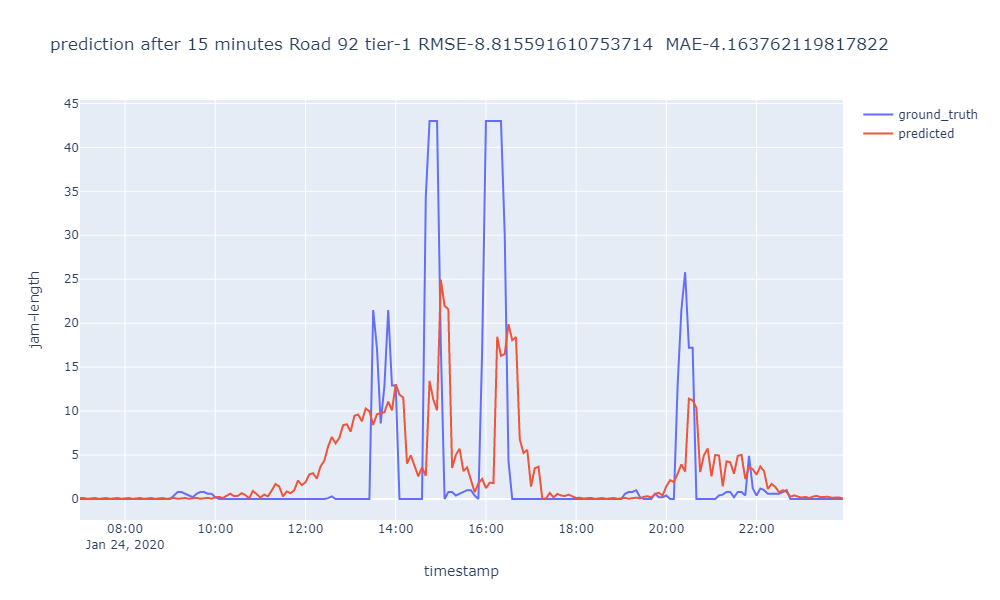 prediction after 15 minutes Road 92 tier-1 RMSE-8.815591610753714  MAE-4.163762119817822
ground_truth
predicted
jam-length
45
40
35
30
25
20
15
10
5
0
08:00 10:00 12:00 14:00 16:00 18:00 20:00 22:00
Jan 24, 2020
timestamp